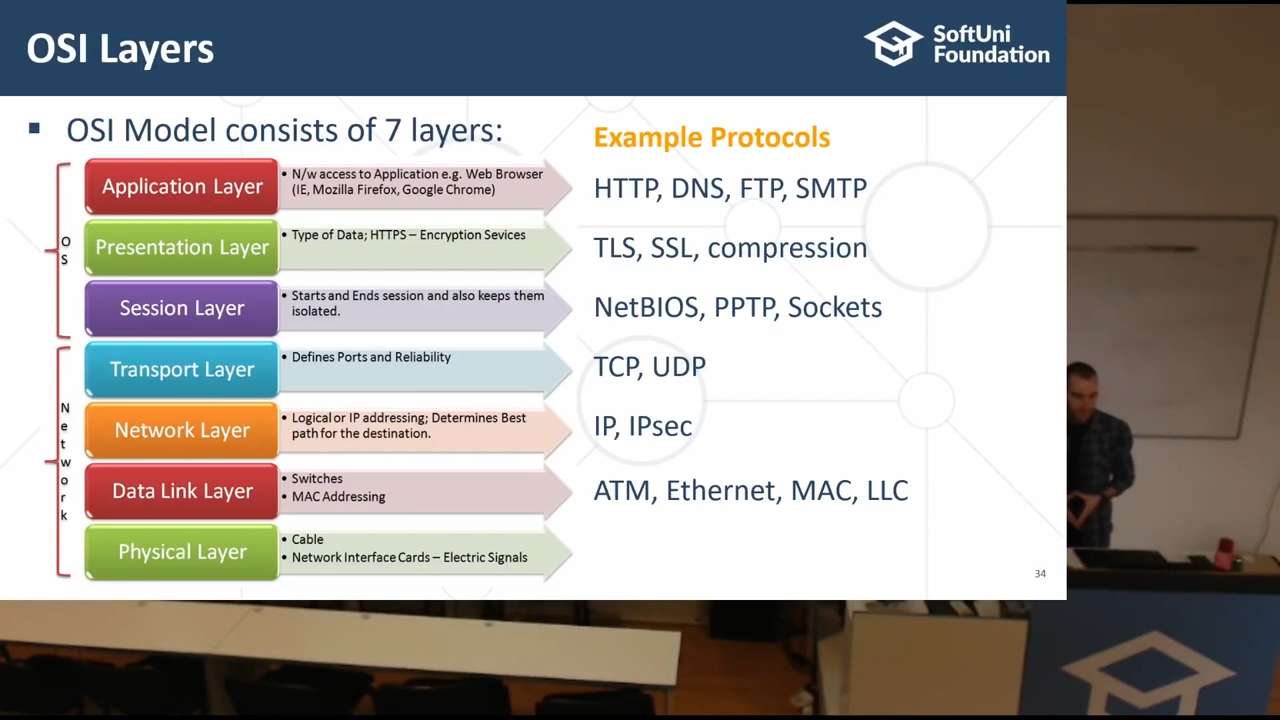 OSI Layers
SoftUni
Foundation
▪ OSI Model consists of 7 layers:
Example Protocols
OS
Application Layer
• N/w access to Application e.g. Web Browser
(IE, Mozilla Firefox, Google Chrome)
HTTP, DNS, FTP, SMTP
Presentation Layer
• Type of Data; HTTPS – Encryption Sevices
TLS, SSL, compression
Session Layer
• Starts and Ends session and also keeps them
isolated.
NetBIOS, PPTP, Sockets
Network
Transport Layer
• Defines Ports and Reliability
TCP, UDP
Network Layer
• Logical or IP addressing; Determines Best
path for the destination.
IP, IPsec
Data Link Layer
• Switches
• MAC Addressing
ATM, Ethernet, MAC, LLC
Physical Layer
• Cable
• Network Interface Cards – Electric Signals
34